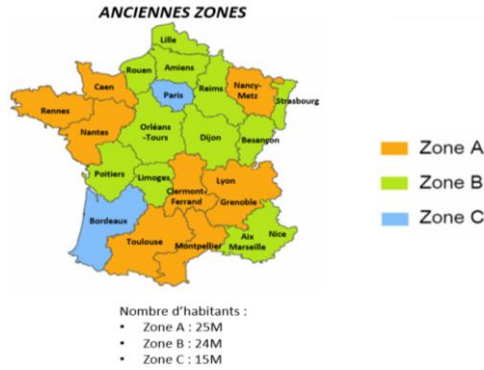 ANCIENNES ZONES
Lille
Rouen
Amiens
Caen
Paris
Reims
Nancy-
Metz
Strasbourg
Rennes
Nantes
Orléans
-Tours
Dijon
Besançon
Poitiers
Limoges
Clermont-
Ferrand
Lyon
Grenoble
Bordeaux
Toulouse
Montpellier
Aix
Marseille
Nice
Zone A
Zone B
Zone C
Nombre d'habitants :
• Zone A : 25M
• Zone B : 24M
• Zone C : 15M